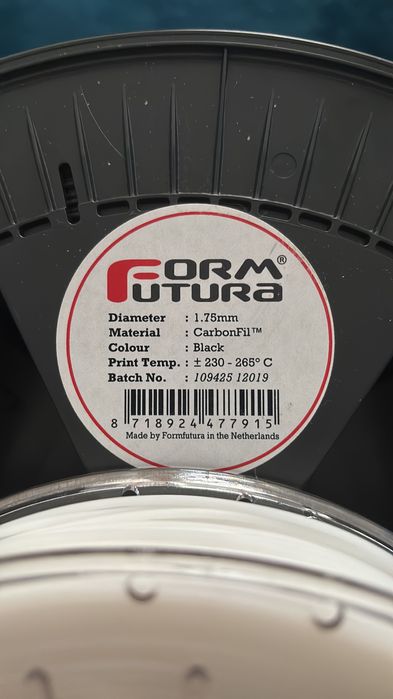 FORM®
FUTURA
Diameter : 1.75mm
Material : CarbonFil™
Colour : Black
Print Temp. : ± 230 - 265° C
Batch No. : 109425 12019
8 718924 477915
Made by Formfutura in the Netherlands